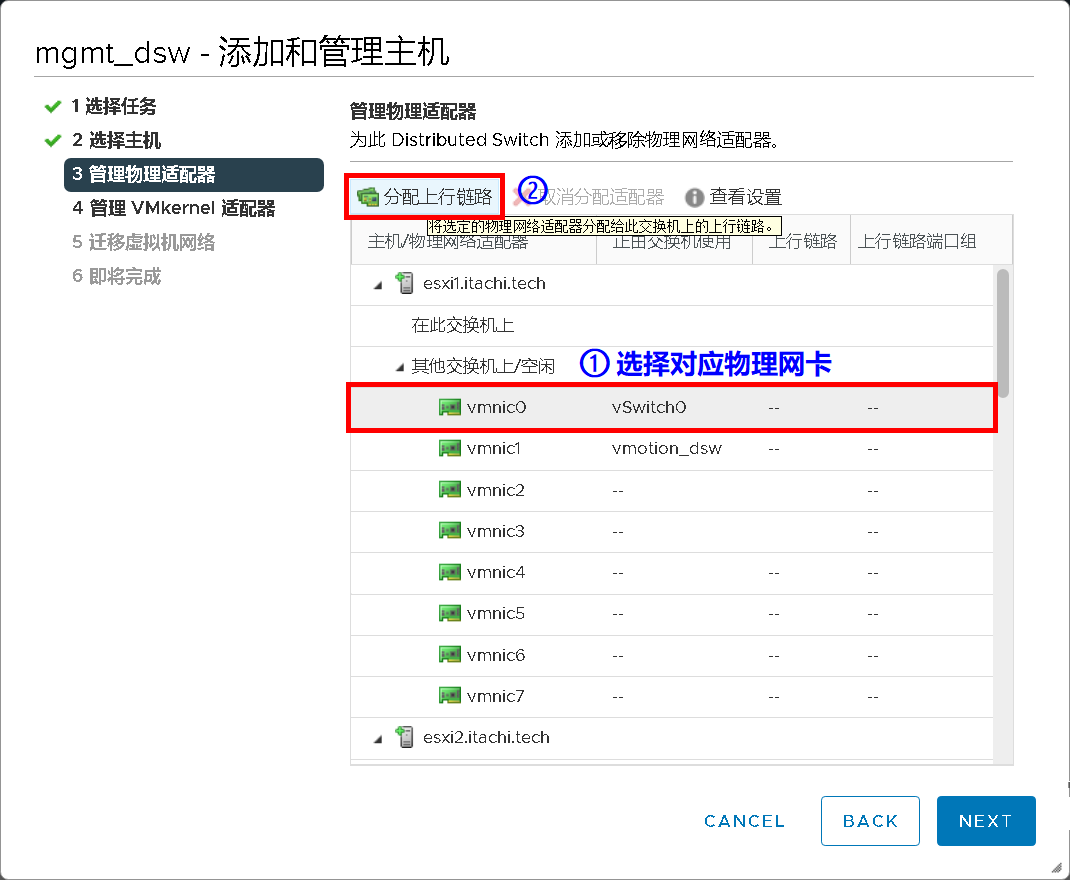 mgmt_dsw - 添加和管理主机
1 选择任务
2 选择主机
3 管理物理适配器
4 管理 VMkernel 适配器
5 迁移虚拟机网络
6 即将完成
管理物理适配器
为此 Distributed Switch 添加或移除物理网络适配器。
分配上行链路 ② 取消分配适配器 查看设置
将选定的物理网络适配器分配给此交换机上的上行链路。
主机/物理网络适配器 正由交换机使用 上行链路 上行链路端口组
esxi1.itachi.tech
在此交换机上
其他交换机上/空闲 ① 选择对应物理网卡
vmnic0 vSwitch0 -- --
vmnic1 vmotion_dsw -- --
vmnic2 -- --
vmnic3 -- --
vmnic4 -- -- --
vmnic5 -- -- --
vmnic6 -- -- --
vmnic7 -- -- --
esxi2.itachi.tech
CANCEL BACK NEXT